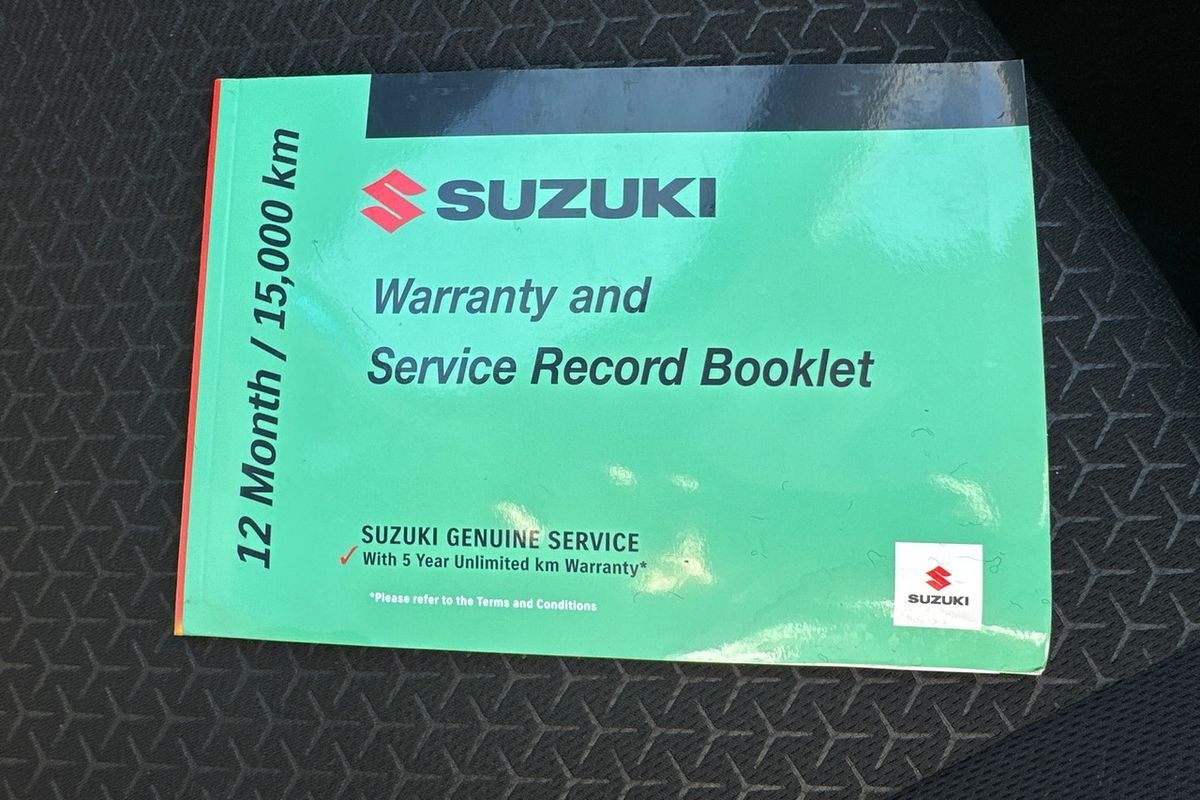 12 Month / 15,000 km
SUZUKI
Warranty and
Service Record Booklet
SUZUKI GENUINE SERVICE
✓ With 5 Year Unlimited km Warranty*
*Please refer to the Terms and Conditions
SUZUKI